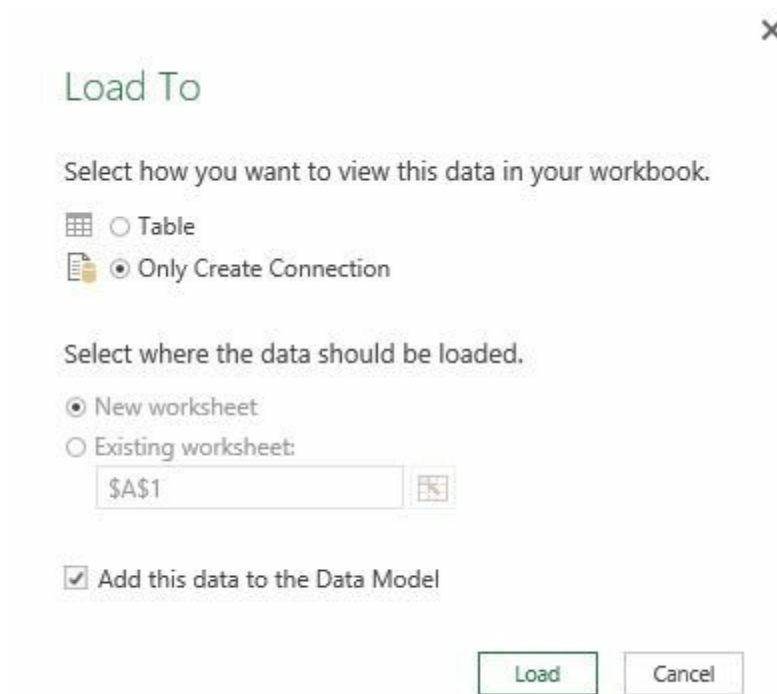 Load To
Select how you want to view this data in your workbook.
Table
Only Create Connection
Select where the data should be loaded.
New worksheet
Existing worksheet:
$A$1
Add this data to the Data Model
Load Cancel